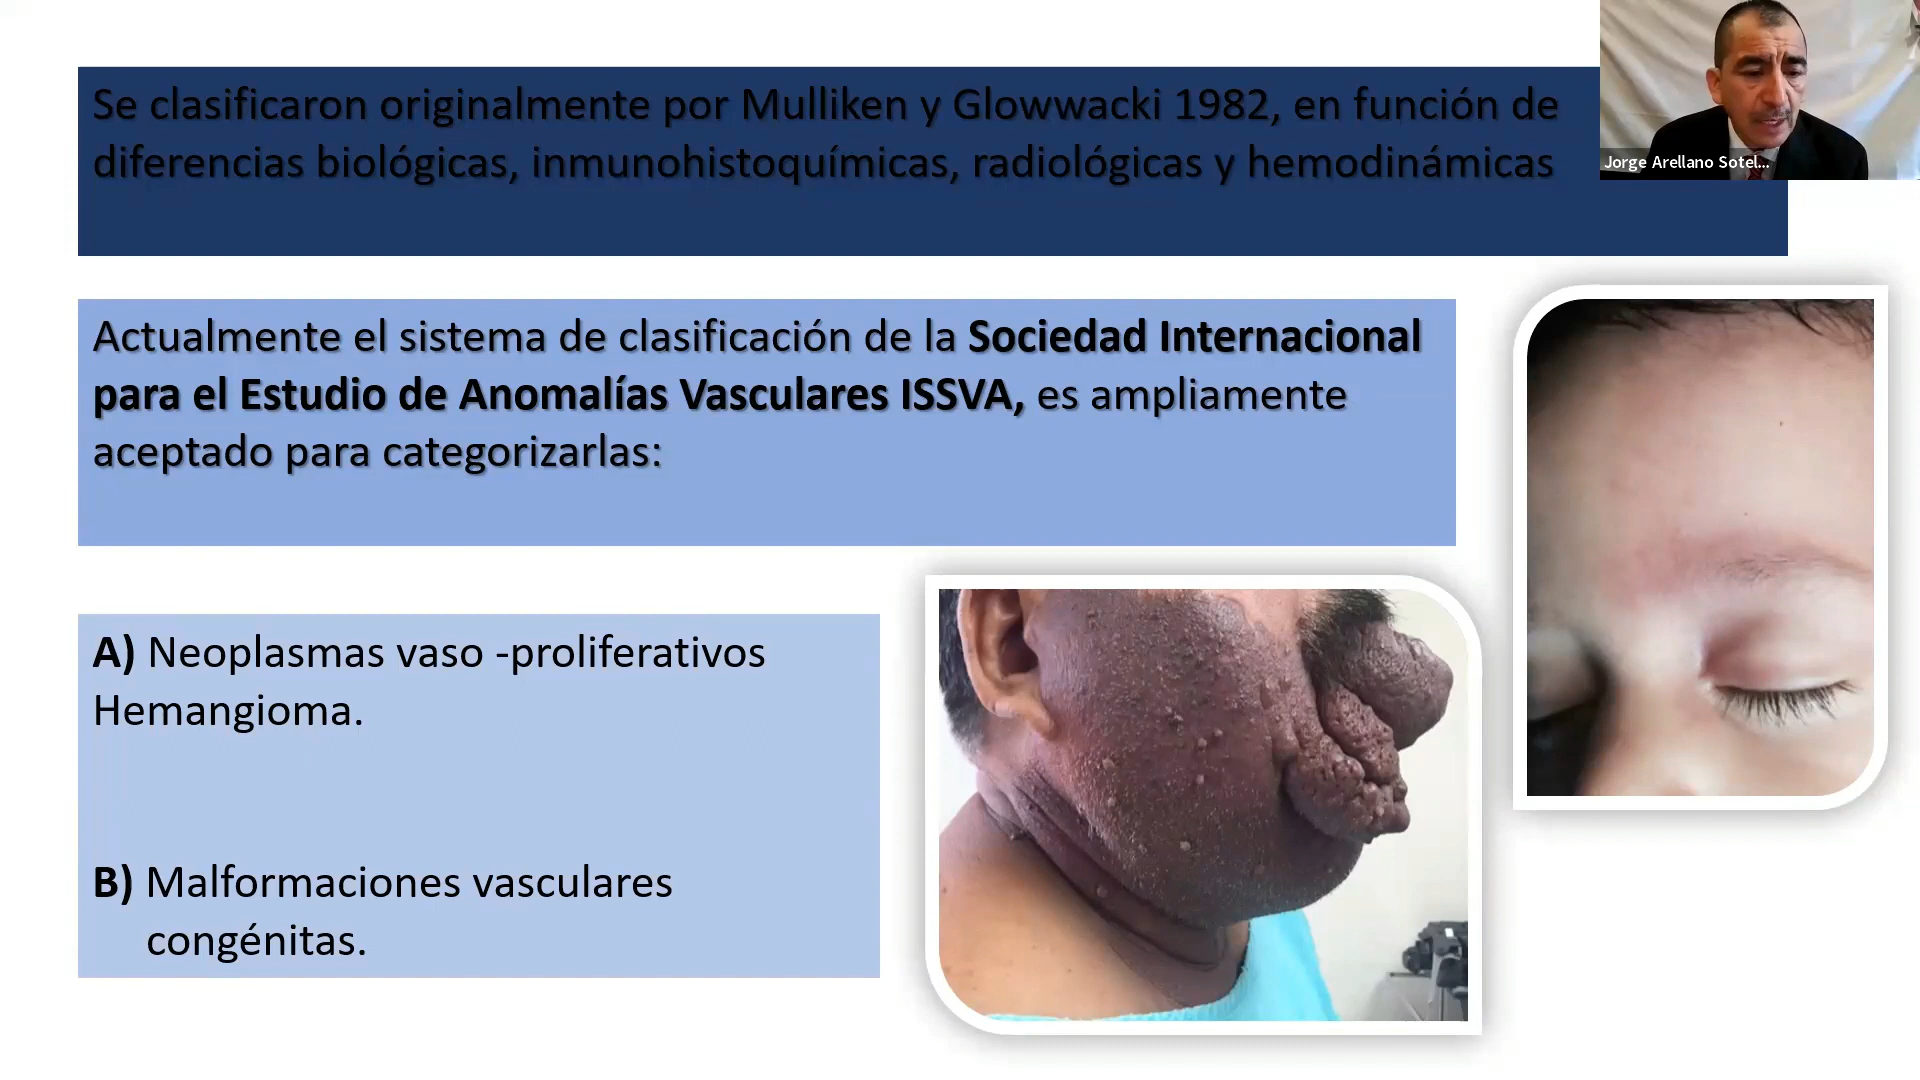 Se clasificaron originalmente por Mulliken y Glowwacki 1982, en función de
diferencias biológicas, inmunohistoquímicas, radiológicas y hemodinámicas
Jorge Arellano Sotel...
Actualmente el sistema de clasificación de la Sociedad Internacional
para el Estudio de Anomalías Vasculares ISSVA, es ampliamente
aceptado para categorizarlas:
A) Neoplasmas vaso -proliferativos
Hemangioma.
B) Malformaciones vasculares
congénitas.